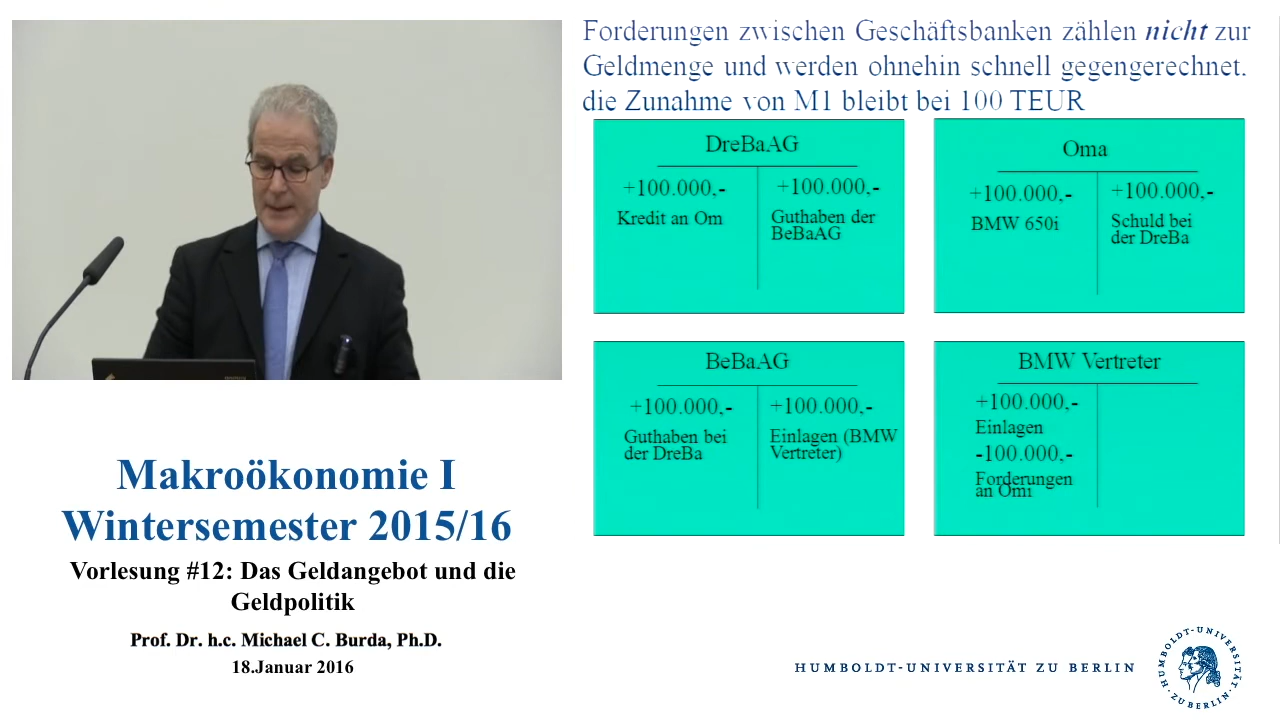 Forderungen zwischen Geschäftsbanken zählen nicht zur
Geldmenge und werden ohnehin schnell gegengerechnet.
die Zunahme von M1 bleibt bei 100 TEUR
DreBaAG
+100.000,-
Kredit an Om
+100.000,-
Guthaben der
BeBaAG
Oma
+100.000,-
BMW 650i
+100.000,-
Schuld bei
der DreBa
BeBaAG
+100.000,-
Guthaben bei
der DreBa
+100.000,-
Einlagen (BMW
Vertreter)
BMW Vertreter
+100.000,-
Einlagen
-100.000,-
Forderungen
an Omi
Makroökonomie I
Wintersemester 2015/16
Vorlesung #12: Das Geldangebot und die
Geldpolitik
Prof. Dr. h.c. Michael C. Burda, Ph.D.
18.Januar 2016
HUMBOLDT-UNIVERSITÄT ZU BERLIN
HUMBOLDT-UNIVERSITÄT · ZU BERLIN ·